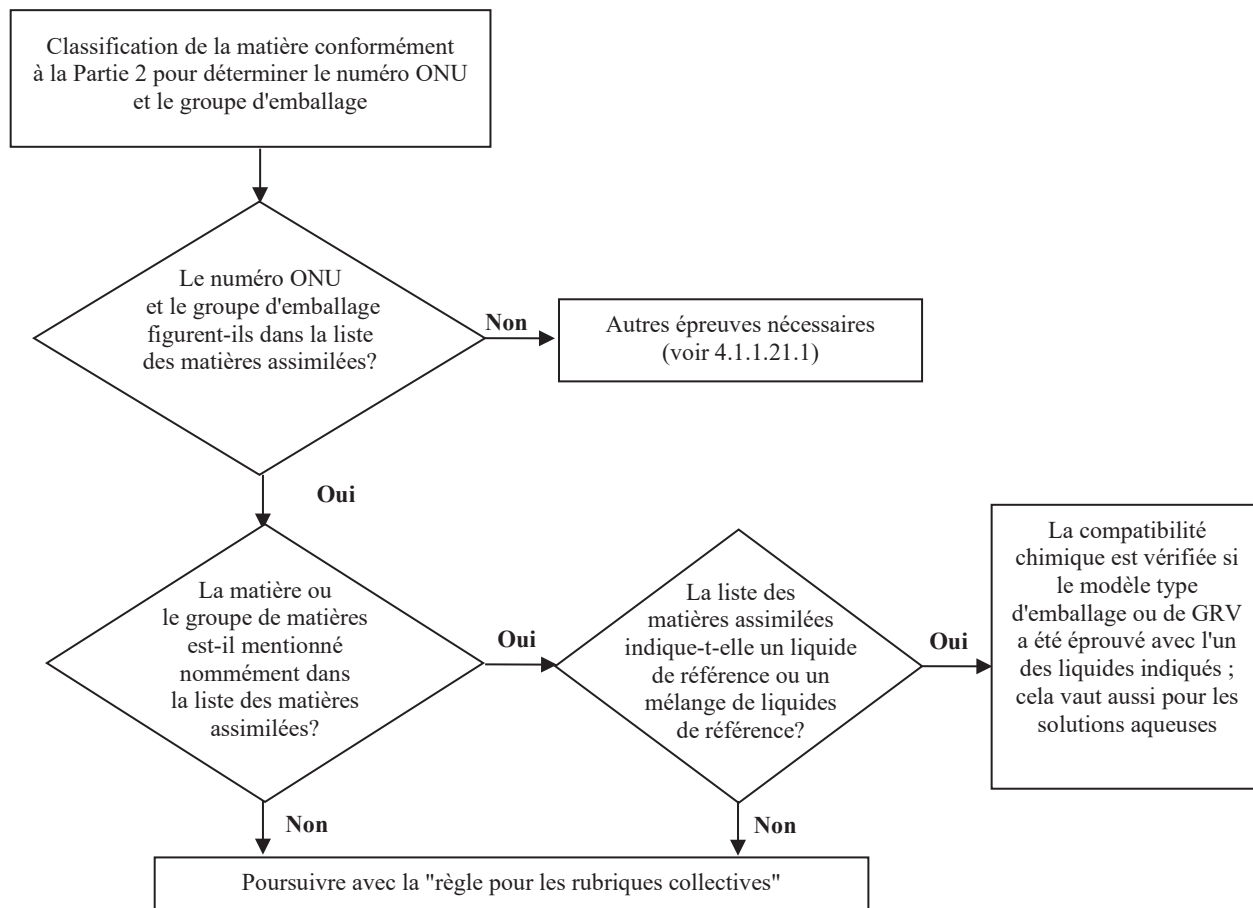 Classification de la matière conformément
à la Partie 2 pour déterminer le numéro ONU
et le groupe d'emballage
Le numéro ONU
et le groupe d'emballage
figurent-ils dans la liste
des matières assimilées?
Non
Autres épreuves nécessaires
(voir 4.1.1.21.1)
Oui
La matière ou
le groupe de matières
est-il mentionné
nommément dans
la liste des matières
assimilées?
Oui
La liste des
matières assimilées
indique-t-elle un liquide
de référence ou un
mélange de liquides
de référence?
Oui
La compatibilité
chimique est vérifiée si
le modèle type
d'emballage ou de GRV
a été éprouvé avec l'un
des liquides indiqués ;
cela vaut aussi pour les
solutions aqueuses
Non
Non
Poursuivre avec la "règle pour les rubriques collectives"